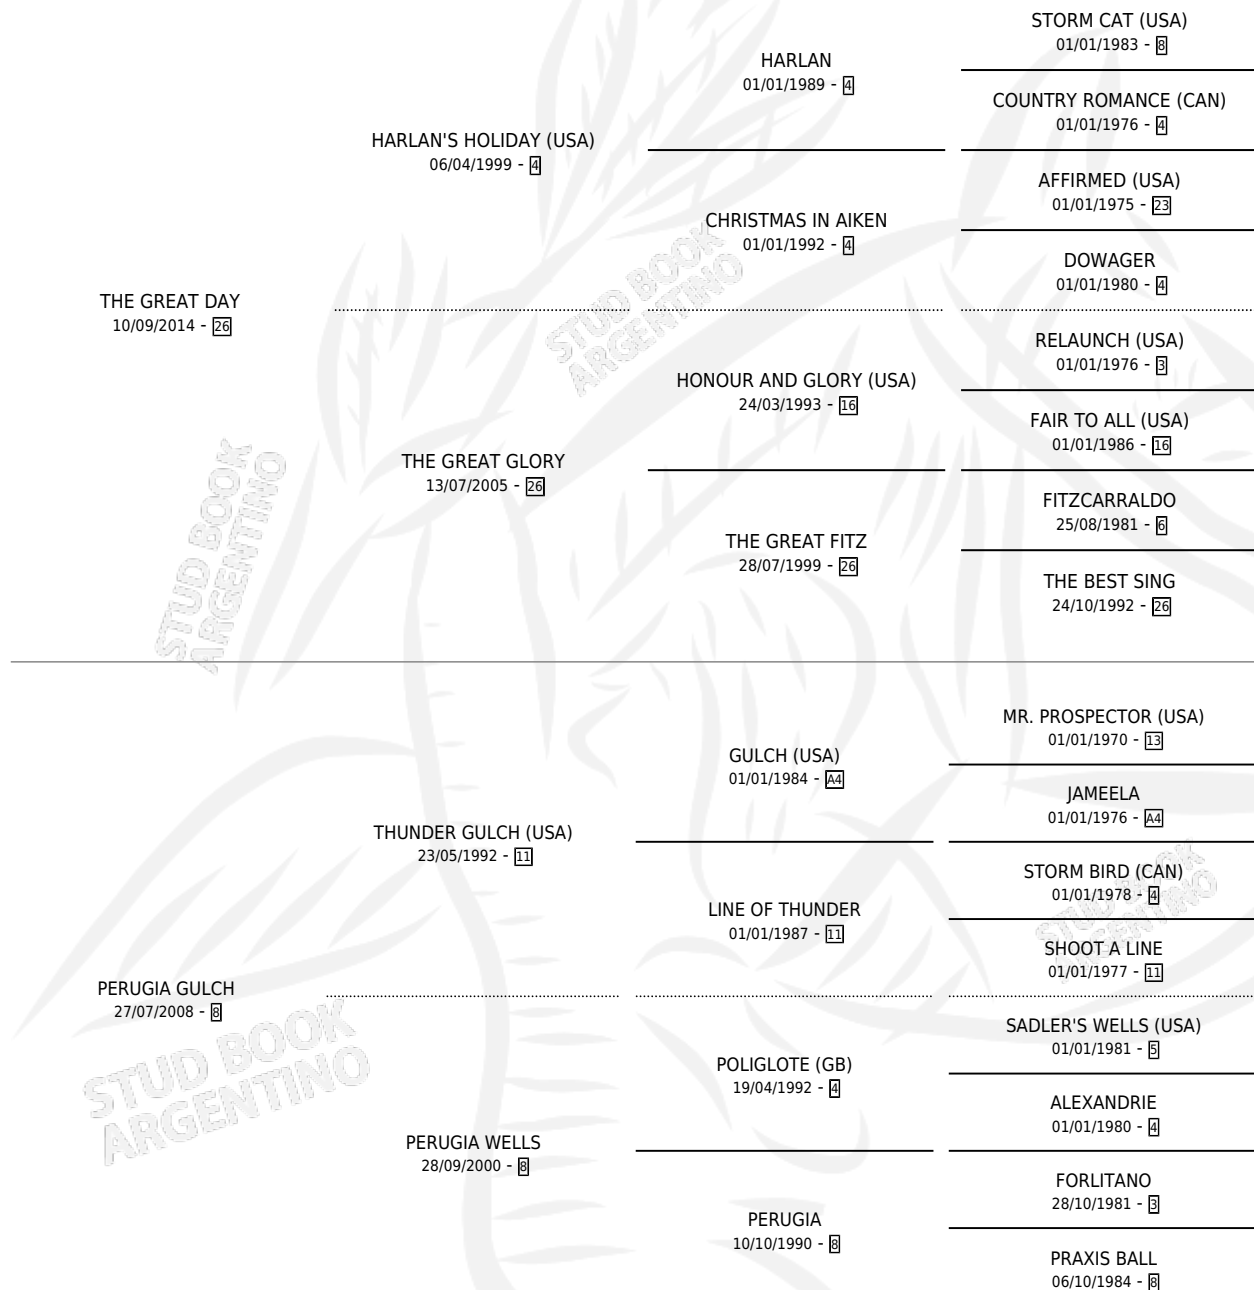 STORM CAT (USA)
01/01/1983 - 8
HARLAN
01/01/1989 - 4
COUNTRY ROMANCE (CAN)
01/01/1976 - 4
HARLAN'S HOLIDAY (USA)
06/04/1999 - 4
AFFIRMED (USA)
01/01/1975 - 23
CHRISTMAS IN AIKEN
01/01/1992 - 4
DOWAGER
01/01/1980 - 4
THE GREAT DAY
10/09/2014 - 26
RELAUNCH (USA)
01/01/1976 - 3
HONOUR AND GLORY (USA)
24/03/1993 - 16
FAIR TO ALL (USA)
01/01/1986 - 16
THE GREAT GLORY
13/07/2005 - 26
FITZCARRALDO
25/08/1981 - 6
THE GREAT FITZ
28/07/1999 - 26
THE BEST SING
24/10/1992 - 26
STUD BOOK
ARGENTINO
STUD BOOK
ARGENTINO
MR. PROSPECTOR (USA)
01/01/1970 - 13
GULCH (USA)
01/01/1984 - A4
JAMEELA
01/01/1976 - A4
THUNDER GULCH (USA)
23/05/1992 - 11
STORM BIRD (CAN)
01/01/1978 - 4
LINE OF THUNDER
01/01/1987 - 11
SHOOT A LINE
01/01/1977 - 11
STUD BOOK
ARGENTINO
PERUGIA GULCH
27/07/2008 - 8
SADLER'S WELLS (USA)
01/01/1981 - 5
POLIGLOTE (GB)
19/04/1992 - 4
ALEXANDRIE
01/01/1980 - 4
PERUGIA WELLS
28/09/2000 - 8
FORLITANO
28/10/1981 - 3
PERUGIA
10/10/1990 - 8
PRAXIS BALL
06/10/1984 - 8
STUD BOOK
ARGENTINO